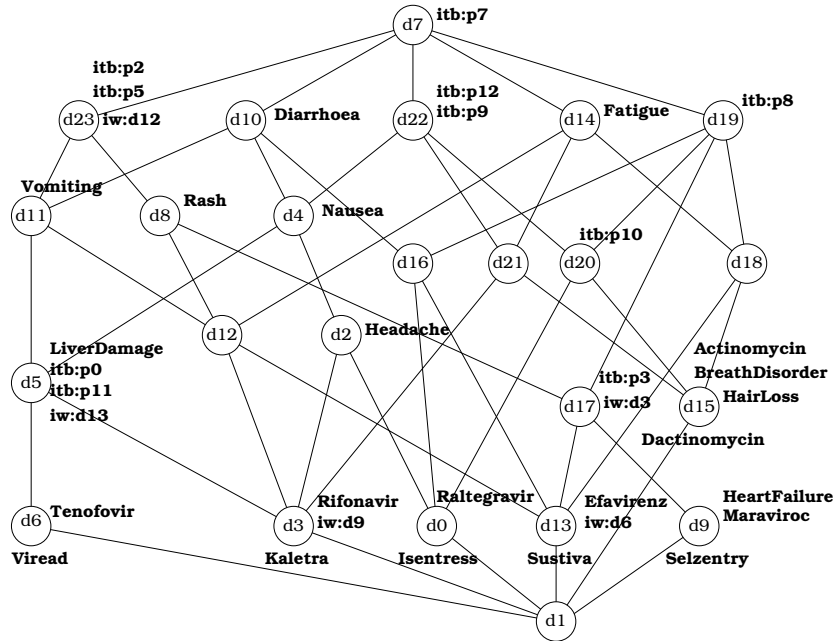 d7 itb:p7
itb:p2
itb:p5
d23 iw:d12
d10 Diarrhoea
itb:p12
d22 itb:p9
d14 Fatigue
d19 itb:p8
Vomiting
d11
d8 Rash
d4 Nausea
d16
d21
itb:p10
d20
d18
d12
d2 Headache
LiverDamage
itb:p0
d5 itb:p11
iw:d13
itb:p3
d17 iw:d3
Actinomycin
BreathDisorder
d15 HairLoss
Dactinomycin
d6 Tenofovir
Viread
Rifonavir
d3 iw:d9
Kaletra
Raltegravir
d0
Isentress
Efavirenz
d13 iw:d6
Sustiva
HeartFailure
d9 Maraviroc
Selzentry
d1